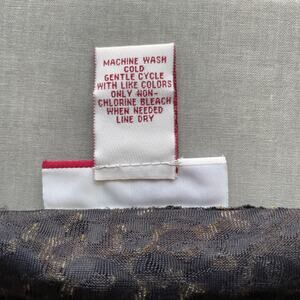 MACHINE WASH
COLD
GENTLE CYCLE
WITH LIKE COLORS
ONLY NON-
CHLORINE BLEACH
WHEN NEEDED
LINE DRY